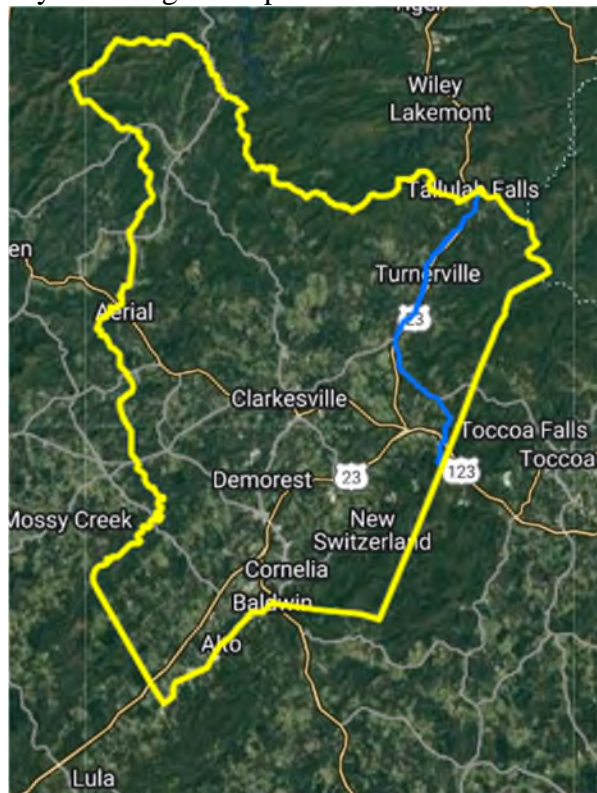 Wiley
Lakemont
Tallulah Falls
en
Turnerville
Aerial
23
Clarkesville
Toccoa Falls
Toccoa
Demorest
23
123
Mossy Creek
New
Switzerland
Cornelia
Baldwin
Lula